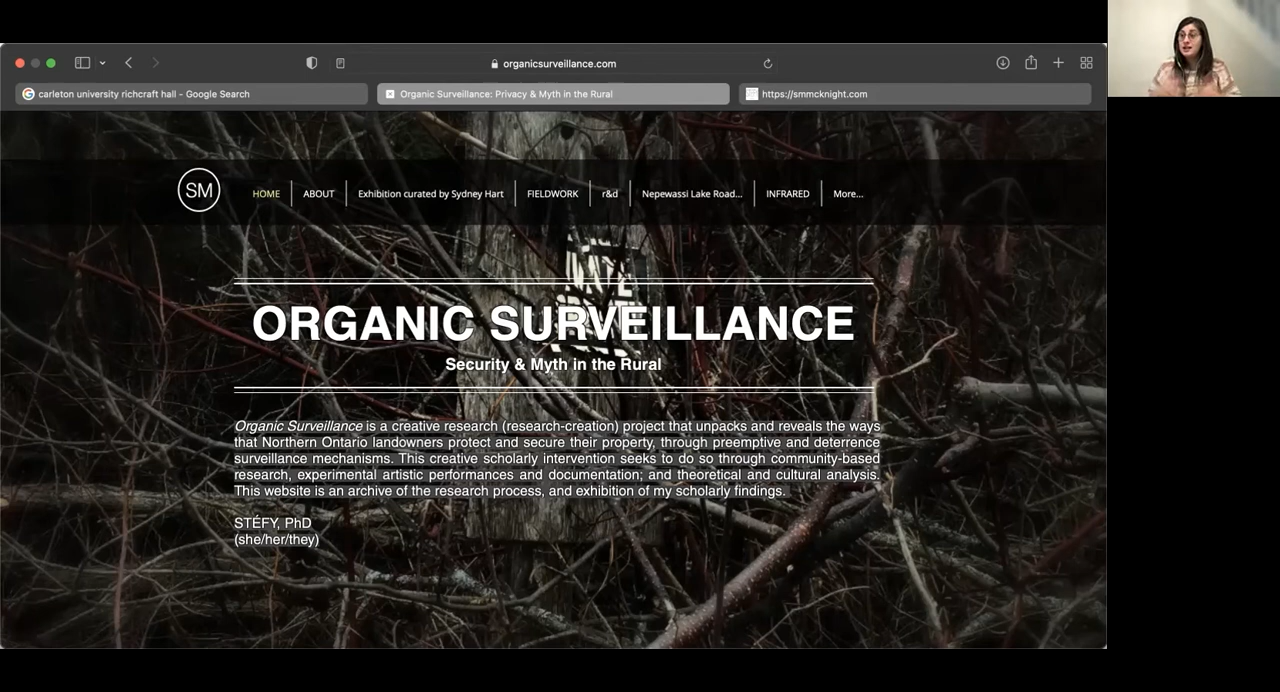 organicsurveillance.com
carleton university richcraft hall - Google Search
Organic Surveillance: Privacy & Myth in the Rural
https://smmcknight.com
SM
HOME
ABOUT
Exhibition curated by Sydney Hart
FIELDWORK
r&d
Nepewassi Lake Road...
INFRARED
More...
ORGANIC SURVEILLANCE
Security & Myth in the Rural
Organic Surveillance is a creative research (research-creation) project that unpacks and reveals the ways
that Northern Ontario landowners protect and secure their property, through preemptive and deterrence
surveillance mechanisms. This creative scholarly intervention seeks to do so through community-based
research, experimental artistic performances and documentation; and theoretical and cultural analysis.
This website is an archive of the research process, and exhibition of my scholarly findings.
STÉFY, PhD
(she/her/they)